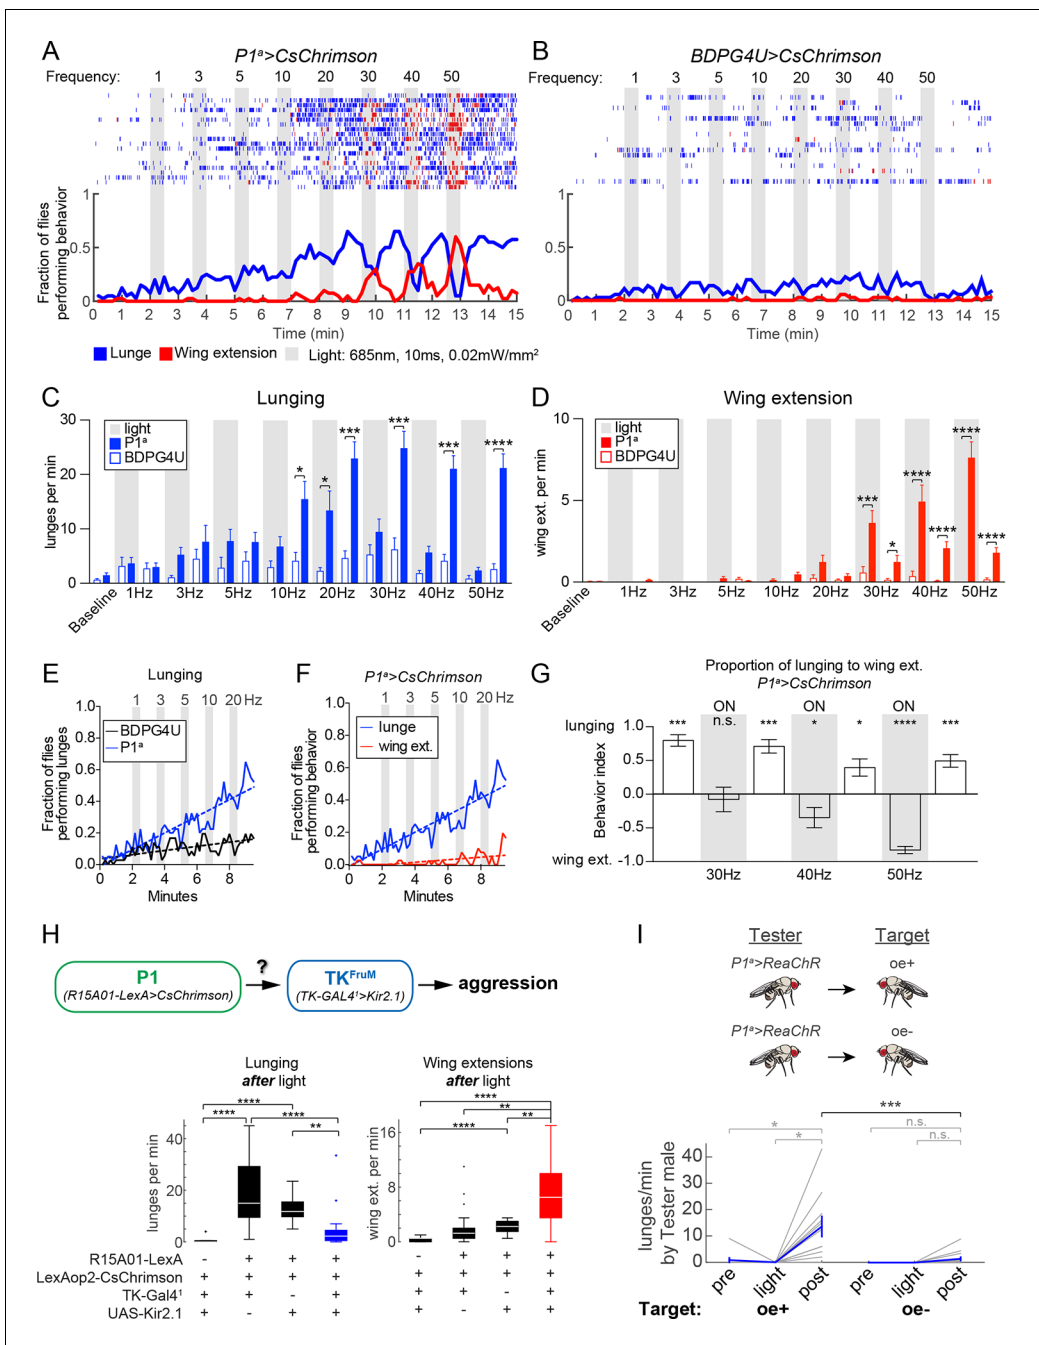 A
P1ᵃ>CsChrimson
Frequency: 1 3 5 10 20 30 40 50
Fraction of flies performing behavior
1
0.5
0
0 1 2 3 4 5 6 7 8 9 10 11 12 13 14 15
Time (min)
Lunge Wing extension Light: 685nm, 10ms, 0.02mW/mm²
B
BDPG4U>CsChrimson
Frequency: 1 3 5 10 20 30 40 50
1
0.5
0
0 1 2 3 4 5 6 7 8 9 10 11 12 13 14 15
Time (min)
C
Lunging
lunges per min
30
20
10
0
light
P1ᵃ
BDPG4U
* * *** *** *** ****
Baseline 1Hz 3Hz 5Hz 10Hz 20Hz 30Hz 40Hz 50Hz
D
Wing extension
wing ext. per min
10
5
0
light
P1ᵃ
BDPG4U
*** * **** **** **** ****
Baseline 1Hz 3Hz 5Hz 10Hz 20Hz 30Hz 40Hz 50Hz
E
Lunging
1 3 5 10 20 Hz
Fraction of flies performing lunges
1.0
0.8
0.6
0.4
0.2
0.0
BDPG4U
P1ᵃ
0 2 4 6 8
Minutes
F
P1ᵃ>CsChrimson
1 3 5 10 20 Hz
Fraction of flies performing behavior
1.0
0.8
0.6
0.4
0.2
0.0
lunge
wing ext.
0 2 4 6 8
Minutes
G
Proportion of lunging to wing ext.
P1ᵃ>CsChrimson
ON ON ON
*** n.s. *** * * **** ***
lunging 1.0
0.5
0.0
-0.5
wing ext. -1.0
Behavior index
30Hz 40Hz 50Hz
H
P1
(R15A01-LexA>CsChrimson)
?
TKFruM
(TK-GAL4¹>Kir2.1)
aggression
Lunging
after light
****
**** ****
**
lunges per min
40
20
0
Wing extensions
after light
****
**
**** **
wing ext. per min
16
8
0
R15A01-LexA - + + + - + + +
LexAop2-CsChrimson + + + + + + + +
TK-Gal4¹ + + - + + + - +
UAS-Kir2.1 + - + + + - + +
I
Tester Target
P1ᵃ>ReaChR oe+
P1ᵃ>ReaChR oe-
***
* n.s.
* n.s.
lunges/min
by Tester male
50
40
30
20
10
0
pre light post pre light post
Target: oe+ oe-